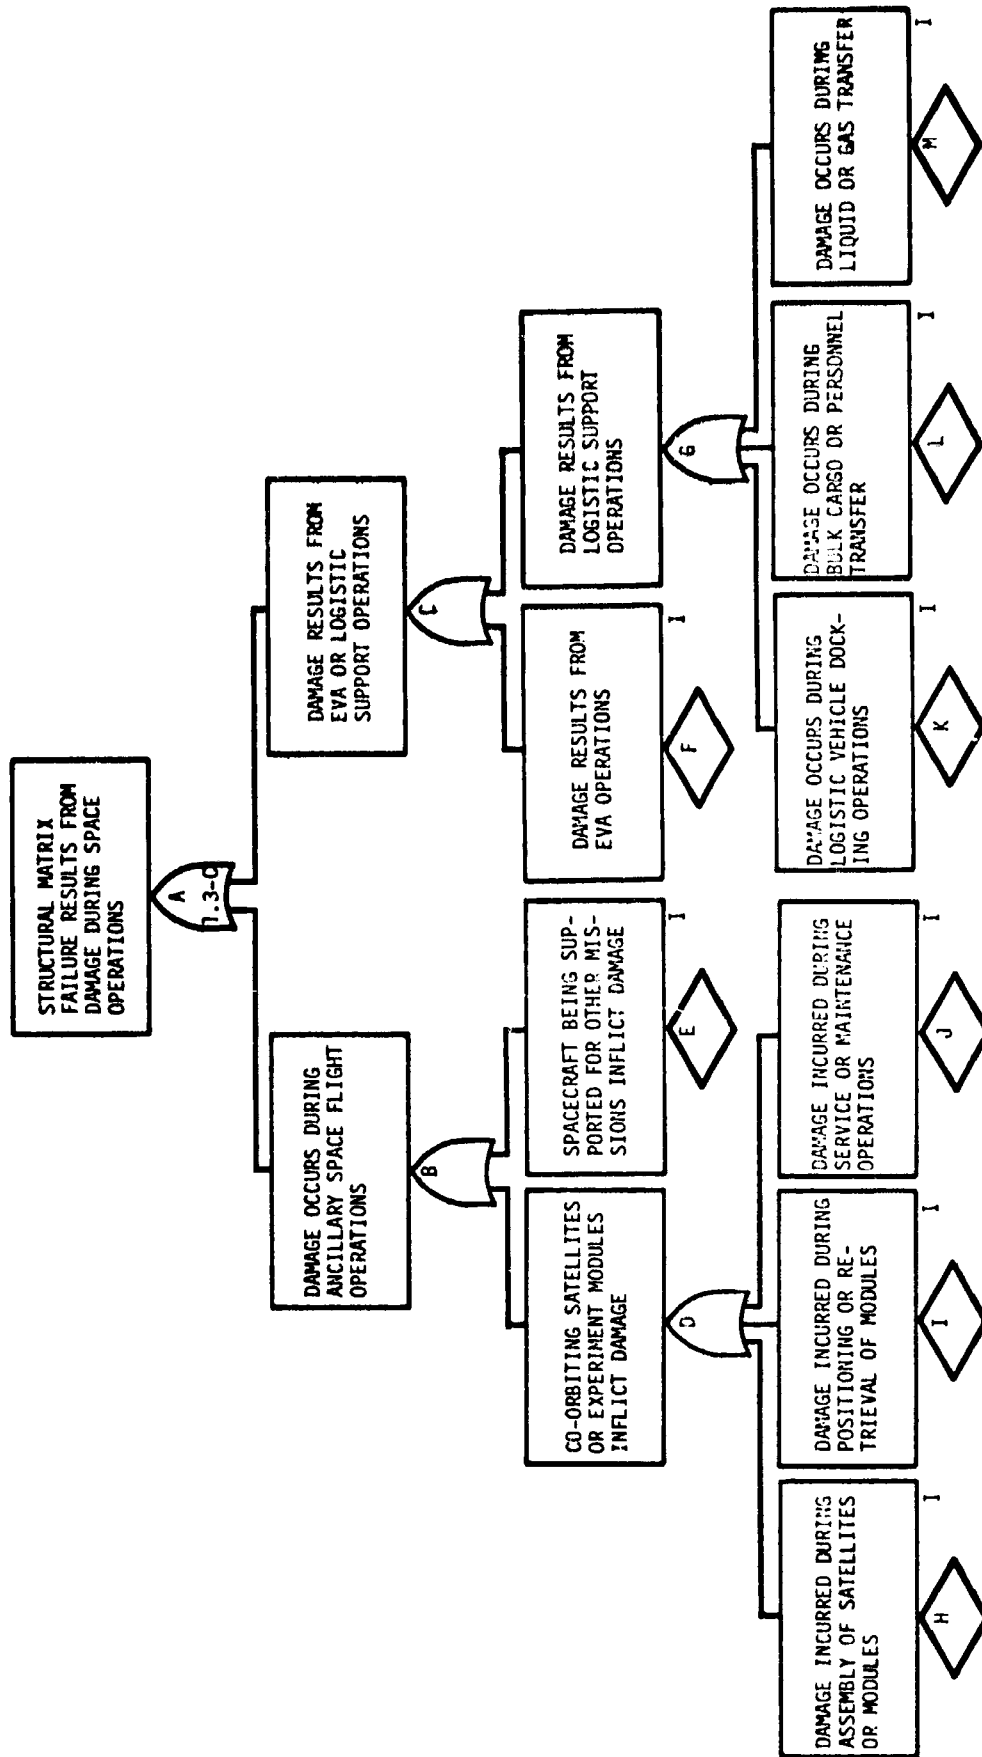 STRUCTURAL MATRIX
FAILURE RESULTS FROM
DAMAGE DURING SPACE
OPERATIONS
A
DAMAGE OCCURS DURING
ANCILLARY SPACE FLIGHT
OPERATIONS
B
DAMAGE RESULTS FROM
EVA OR LOGISTIC
SUPPORT OPERATIONS
C
CO-ORBITING SATELLITES
OR EXPERIMENT MODULES
INFLICT DAMAGE
D
SPACECRAFT BEING SUP-
PORTED FOR OTHER MIS-
SIONS INFLICT DAMAGE
E
I
DAMAGE RESULTS FROM
EVA OPERATIONS
F
I
DAMAGE RESULTS FROM
LOGISTIC SUPPORT
OPERATIONS
G
DAMAGE INCURRED DURING
ASSEMBLY OF SATELLITES
OR MODULES
H
I
DAMAGE INCURRED DURING
POSITIONING OR RE-
TRIEVAL OF MODULES
I
I
DAMAGE INCURRED DURING
SERVICE OR MAINTENANCE
OPERATIONS
J
I
DAMAGE OCCURS DURING
LOGISTIC VEHICLE DOCK-
ING OPERATIONS
K
I
DAMAGE OCCURS DURING
BULK CARGO OR PERSONNEL
TRANSFER
L
I
DAMAGE OCCURS DURING
LIQUID OR GAS TRANSFER
M
I